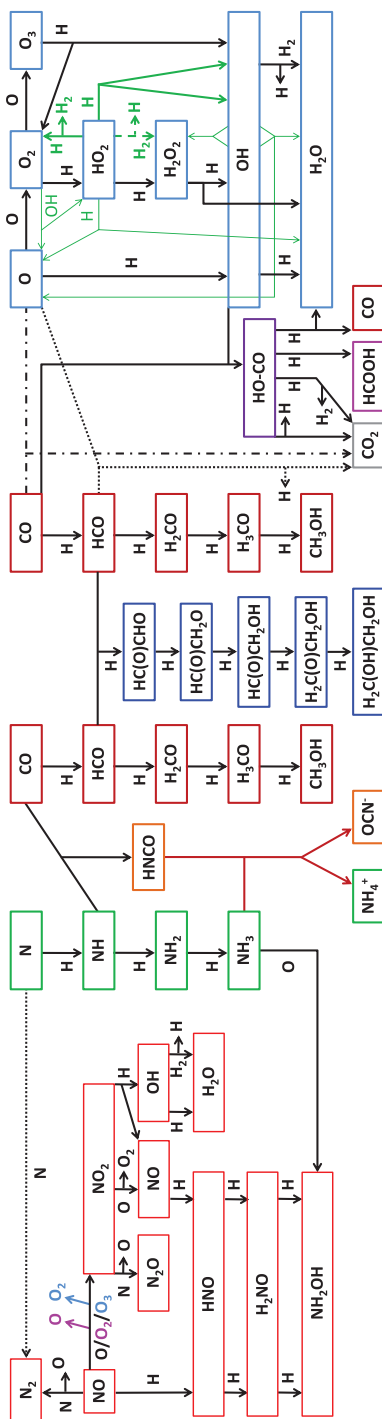 N₂
N
N
CO
CO
O
O
O₂
O
O₃
N
O
O
O₂
H
H
H
OH
H
H
H₂
H
NO
O/O₂/O₃
NO₂
NH
HCO
HCO
H
HO₂
H
N
O
O
O₂
H
H
H
H
H
H
H₂
H
N₂O
NO
OH
NH₂
HNCO
H₂CO
HC(O)CHO
H₂CO
H₂O₂
H
H
H
H₂
H
H
H
H
H
H
H
HNO
H₂O
NH₃
H₃CO
HC(O)CH₂O
H₃CO
OH
H
H
H
H
H
H₂NO
O
H
HC(O)CH₂OH
H
HO-CO
H
H
H₂
H
H
H
NH₂OH
CH₃OH
H₂C(O)CH₂OH
CH₃OH
H₂O
H
H
H
H
H₂
H
H
NH₄⁺
OCN⁻
H₂C(OH)CH₂OH
CO₂
HCOOH
CO